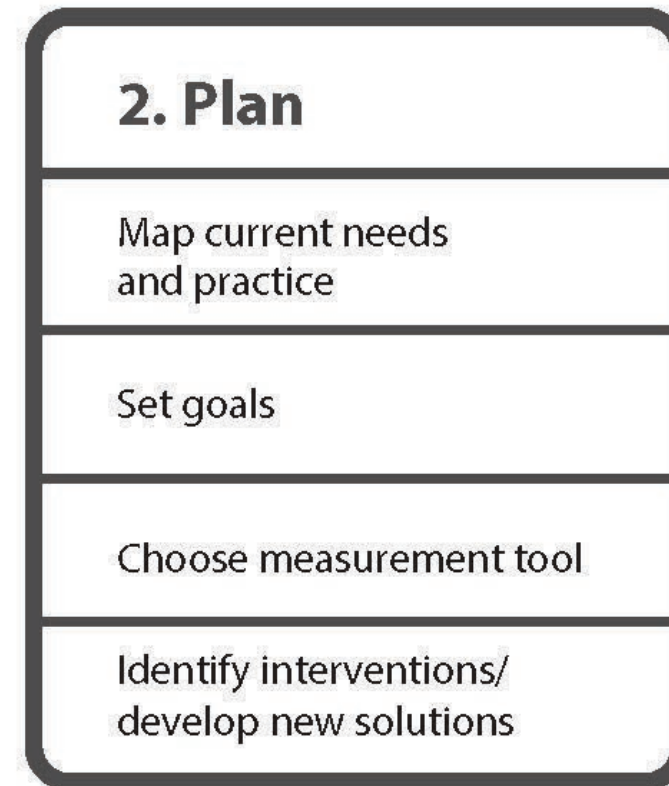 2. Plan
Map current needs
and practice
Set goals
Choose measurement tool
Identify interventions/
develop new solutions